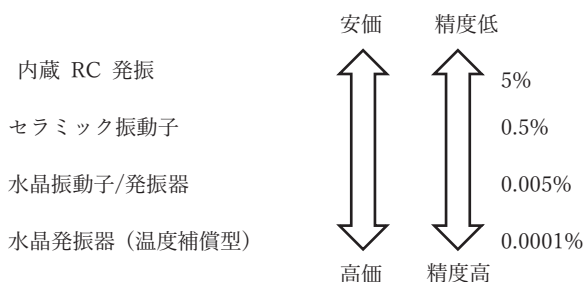 安価 精度低
内蔵 RC 発振 5%
セラミック振動子 0.5%
水晶振動子/発振器 0.005%
水晶発振器（温度補償型） 0.0001%
高価 精度高